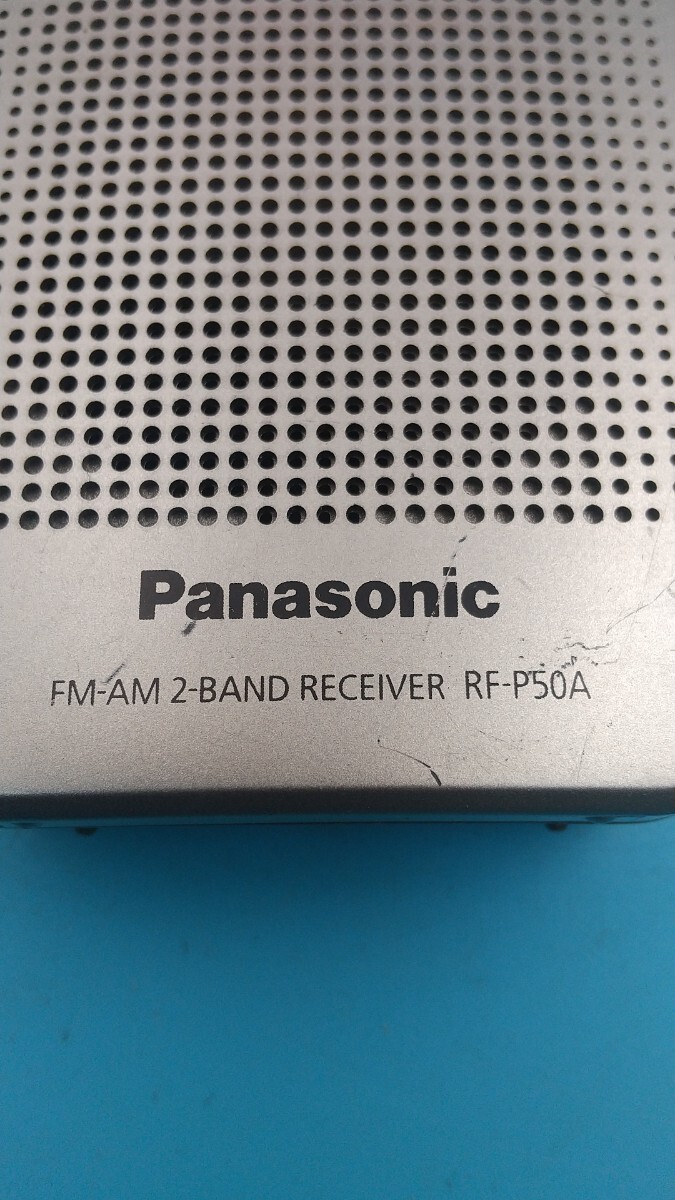 Panasonic
FM-AM 2-BAND RECEIVER RF-P50A